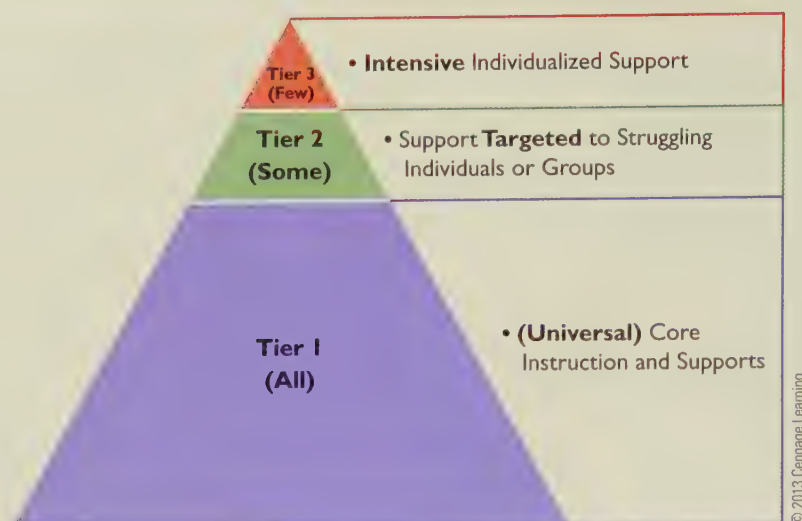 Tier 3
(Few)
• Intensive Individualized Support
Tier 2
(Some)
• Support Targeted to Struggling
Individuals or Groups
Tier 1
(All)
• (Universal) Core
Instruction and Supports
© 2013 Cengage Learning